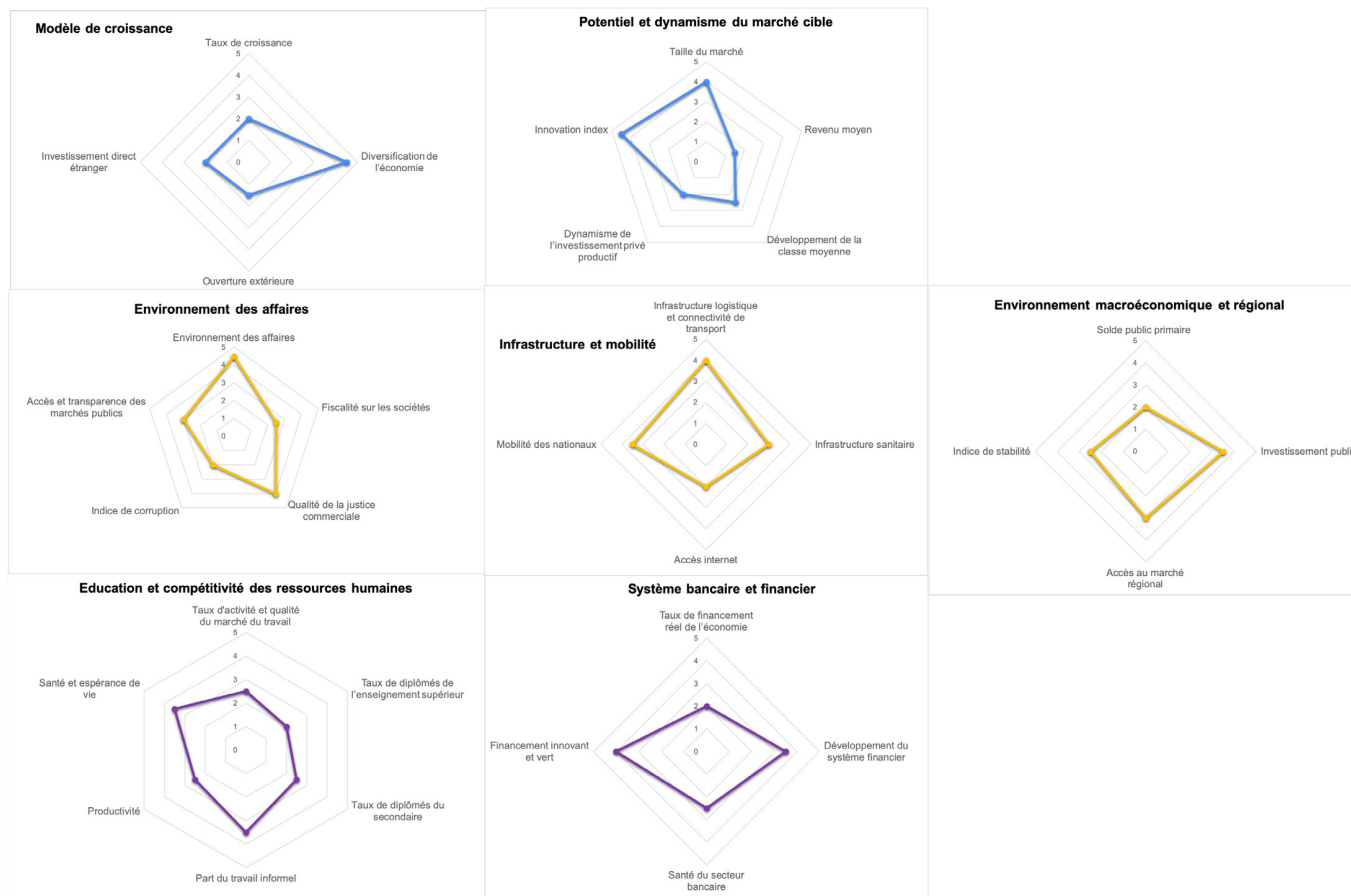 Modèle de croissance
Taux de croissance
5
4
3
2
1
0
Investissement direct
étranger
Diversification de
l'économie
Ouverture extérieure
Potentiel et dynamisme du marché cible
Taille du marché
5
4
3
2
1
0
Innovation index
Revenu moyen
Dynamisme de
l'investissement privé
productif
Développement de la
classe moyenne
Environnement des affaires
Environnement des affaires
5
4
3
2
1
0
Accès et transparence des
marchés publics
Fiscalité sur les sociétés
Indice de corruption
Qualité de la justice
commerciale
Infrastructure logistique
et connectivité de
transport
Infrastructure et mobilité
5
4
3
2
1
0
Mobilité des nationaux
Infrastructure sanitaire
Accès internet
Environnement macroéconomique et régional
Solde public primaire
5
4
3
2
1
0
Indice de stabilité
Investissement publi
Accès au marché
régional
Education et compétitivité des ressources humaines
Taux d'activité et qualité
du marché du travail
5
4
3
2
1
0
Santé et espérance de
vie
Taux de diplômés de
l'enseignement supérieur
Productivité
Taux de diplômés du
secondaire
Part du travail informel
Système bancaire et financier
Taux de financement
réel de l'économie
5
4
3
2
1
0
Financement innovant
et vert
Développement du
système financier
Santé du secteur
bancaire